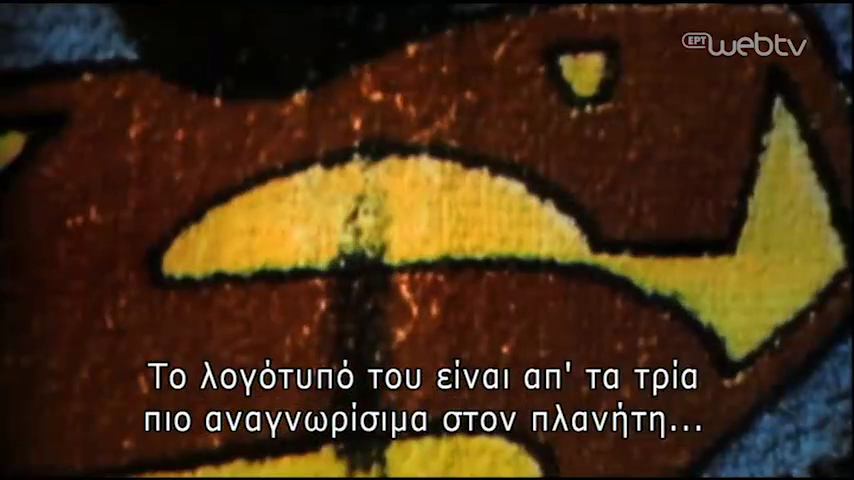 ΕΡΤ webtv
Το λογότυπό του είναι απ' τα τρία
πιο αναγνωρίσιμα στον πλανήτη...